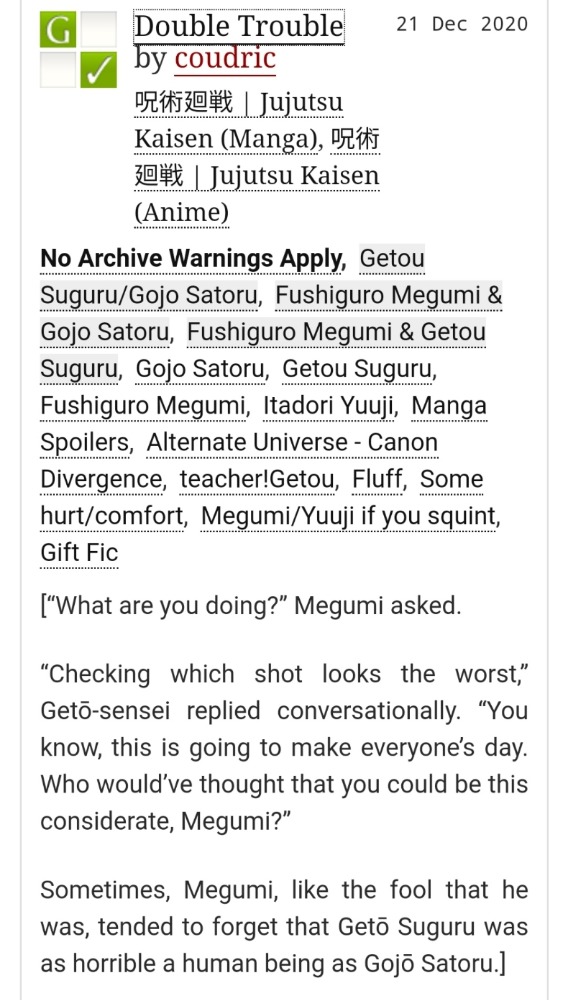 G
Double Trouble
21 Dec 2020
by coudric
呪術廻戦 | Jujutsu
Kaisen (Manga), 呪術
廻戦 | Jujutsu Kaisen
(Anime)
No Archive Warnings Apply, Getou
Suguru/Gojo Satoru, Fushiguro Megumi &
Gojo Satoru, Fushiguro Megumi & Getou
Suguru, Gojo Satoru, Getou Suguru,
Fushiguro Megumi, Itadori Yuuji, Manga
Spoilers, Alternate Universe - Canon
Divergence, teacher!Getou, Fluff, Some
hurt/comfort, Megumi/Yuuji if you squint,
Gift Fic
[“What are you doing?” Megumi asked.
“Checking which shot looks the worst,”
Getō-sensei replied conversationally. “You
know, this is going to make everyone’s day.
Who would’ve thought that you could be this
considerate, Megumi?”
Sometimes, Megumi, like the fool that he
was, tended to forget that Getō Suguru was
as horrible a human being as Gojō Satoru.]